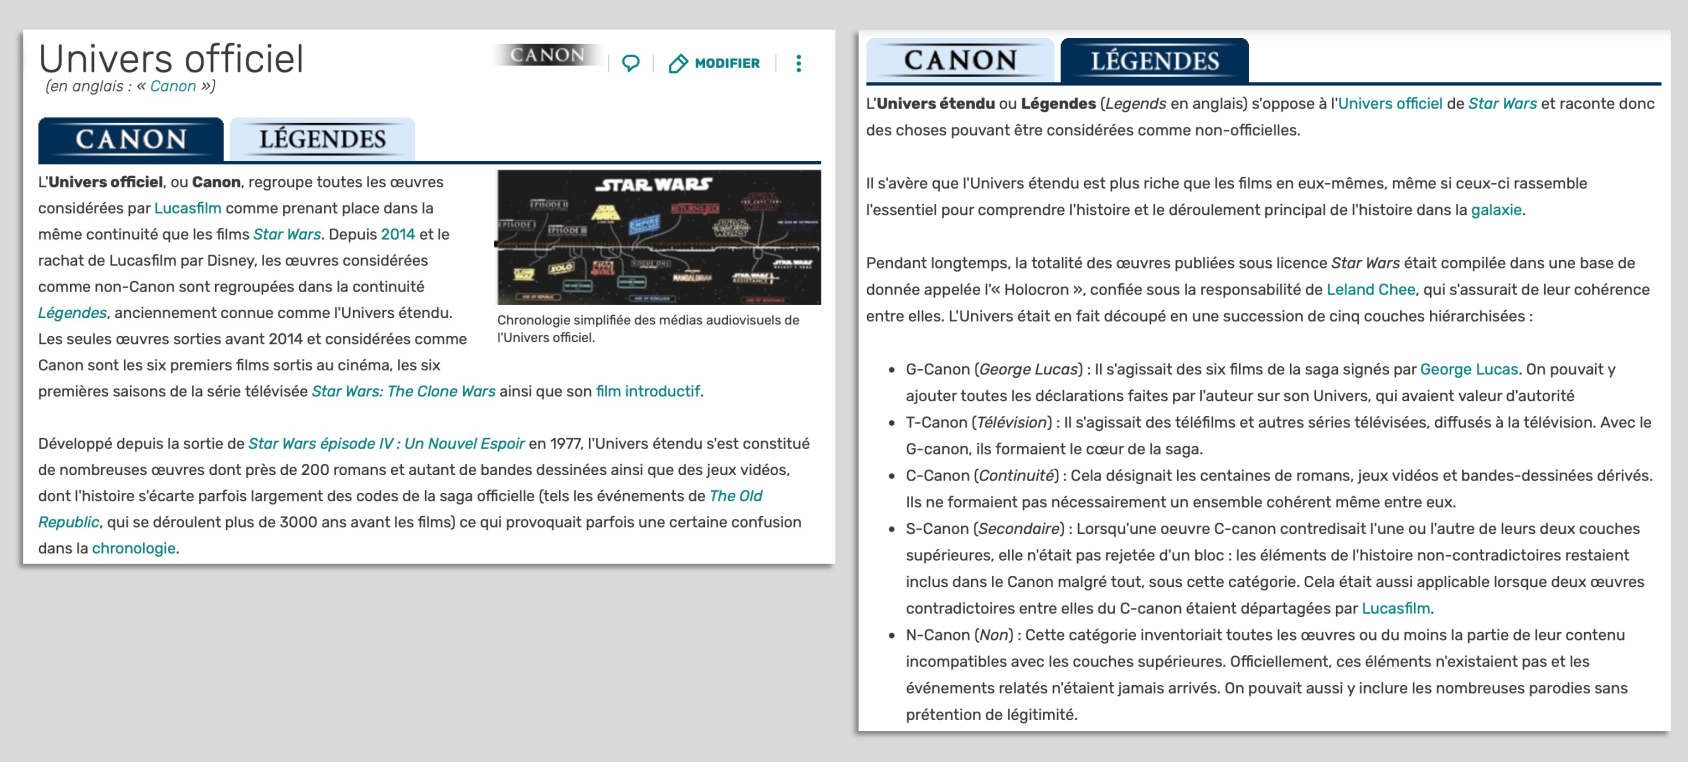 Univers officiel
(en anglais : « Canon »)
CANON
MODIFIER
CANON
LÉGENDES
L'Univers officiel, ou Canon, regroupe toutes les œuvres
considérées par Lucasfilm comme prenant place dans la
même continuité que les films Star Wars. Depuis 2014 et le
rachat de Lucasfilm par Disney, les œuvres considérées
comme non-Canon sont regroupées dans la continuité
Légendes, anciennement connue comme l'Univers étendu.
Les seules œuvres sorties avant 2014 et considérées comme
Canon sont les six premiers films sortis au cinéma, les six
premières saisons de la série télévisée Star Wars: The Clone Wars ainsi que son film introductif.
STAR WARS
EPISODE II
EPISODE I
EPISODE III
SOLO
ROGUE ONE
MANDALORIAN
Chronologie simplifiée des médias audiovisuels de
l'Univers officiel.
Développé depuis la sortie de Star Wars épisode IV : Un Nouvel Espoir en 1977, l'Univers étendu s'est constitué
de nombreuses œuvres dont près de 200 romans et autant de bandes dessinées ainsi que des jeux vidéos,
dont l'histoire s'écarte parfois largement des codes de la saga officielle (tels les événements de The Old
Republic, qui se déroulent plus de 3000 ans avant les films) ce qui provoquait parfois une certaine confusion
dans la chronologie.
CANON
LÉGENDES
L'Univers étendu ou Légendes (Legends en anglais) s'oppose à l'Univers officiel de Star Wars et raconte donc
des choses pouvant être considérées comme non-officielles.
Il s'avère que l'Univers étendu est plus riche que les films en eux-mêmes, même si ceux-ci rassemble
l'essentiel pour comprendre l'histoire et le déroulement principal de l'histoire dans la galaxie.
Pendant longtemps, la totalité des œuvres publiées sous licence Star Wars était compilée dans une base de
donnée appelée l'« Holocron », confiée sous la responsabilité de Leland Chee, qui s'assurait de leur cohérence
entre elles. L'Univers était en fait découpé en une succession de cinq couches hiérarchisées :
• G-Canon (George Lucas) : Il s'agissait des six films de la saga signés par George Lucas. On pouvait y
ajouter toutes les déclarations faites par l'auteur sur son Univers, qui avaient valeur d'autorité
• T-Canon (Télévision) : Il s'agissait des téléfilms et autres séries télévisées, diffusés à la télévision. Avec le
G-canon, ils formaient le cœur de la saga.
• C-Canon (Continuité) : Cela désignait les centaines de romans, jeux vidéos et bandes-dessinées dérivés.
Ils ne formaient pas nécessairement un ensemble cohérent même entre eux.
• S-Canon (Secondaire) : Lorsqu'une oeuvre C-canon contredisait l'une ou l'autre de leurs deux couches
supérieures, elle n'était pas rejetée d'un bloc : les éléments de l'histoire non-contradictoires restaient
inclus dans le Canon malgré tout, sous cette catégorie. Cela était aussi applicable lorsque deux œuvres
contradictoires entre elles du C-canon étaient départagées par Lucasfilm.
• N-Canon (Non) : Cette catégorie inventoriait toutes les œuvres ou du moins la partie de leur contenu
incompatibles avec les couches supérieures. Officiellement, ces éléments n'existaient pas et les
événements relatés n'étaient jamais arrivés. On pouvait aussi y inclure les nombreuses parodies sans
prétention de légitimité.